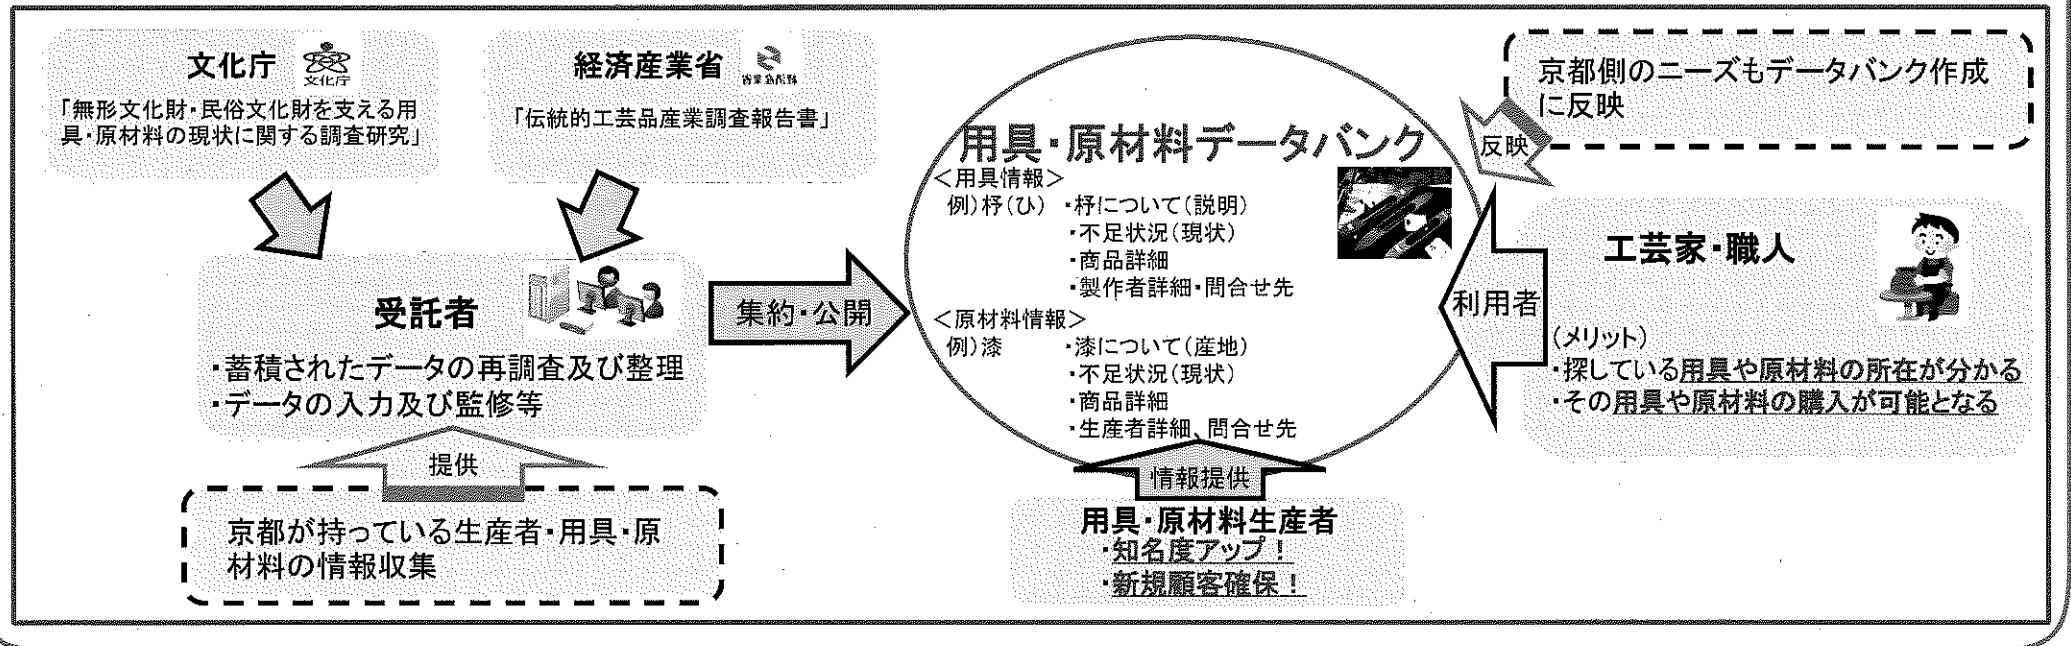 文化庁
文化庁
「無形文化財・民俗文化財を支える用
具・原材料の現状に関する調査研究」
経済産業省
「伝統的工芸品産業調査報告書」
受託者
・蓄積されたデータの再調査及び整理
・データの入力及び監修等
提供
京都が持っている生産者・用具・原
材料の情報収集
集約・公開
用具・原材料データバンク
＜用具情報＞
例）杼（ひ） ・杼について（説明）
・不足状況（現状）
・商品詳細
・製作者詳細・問合せ先
＜原材料情報＞
例）漆 ・漆について（産地）
・不足状況（現状）
・商品詳細
・生産者詳細、問合せ先
情報提供
用具・原材料生産者
・知名度アップ！
・新規顧客確保！
京都側のニーズもデータバンク作成
に反映
反映
利用者
工芸家・職人
（メリット）
・探している用具や原材料の所在が分かる
・その用具や原材料の購入が可能となる